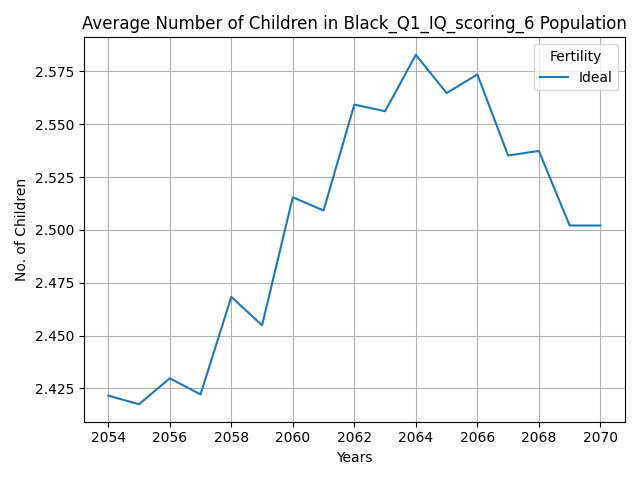 Average Number of Children in Black_Q1_IQ_scoring_6 Population
Fertility
Ideal
No. of Children
2.575
2.550
2.525
2.500
2.475
2.450
2.425
2054 2056 2058 2060 2062 2064 2066 2068 2070
Years